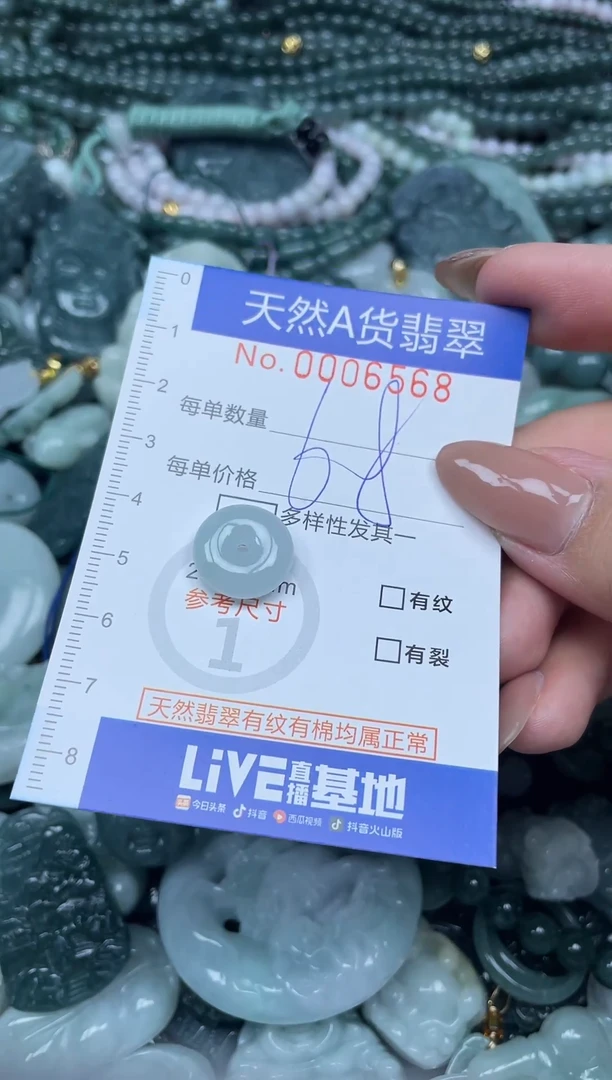 天然A货翡翠
No.0006568
每单数量
每单价格
68
多样性发其一
参考尺寸
1
有纹
有裂
天然翡翠有纹有棉均属正常
LiVE直播基地
今日头条 抖音 西瓜视频 抖音火山版
0
1
2
3
4
5
6
7
8